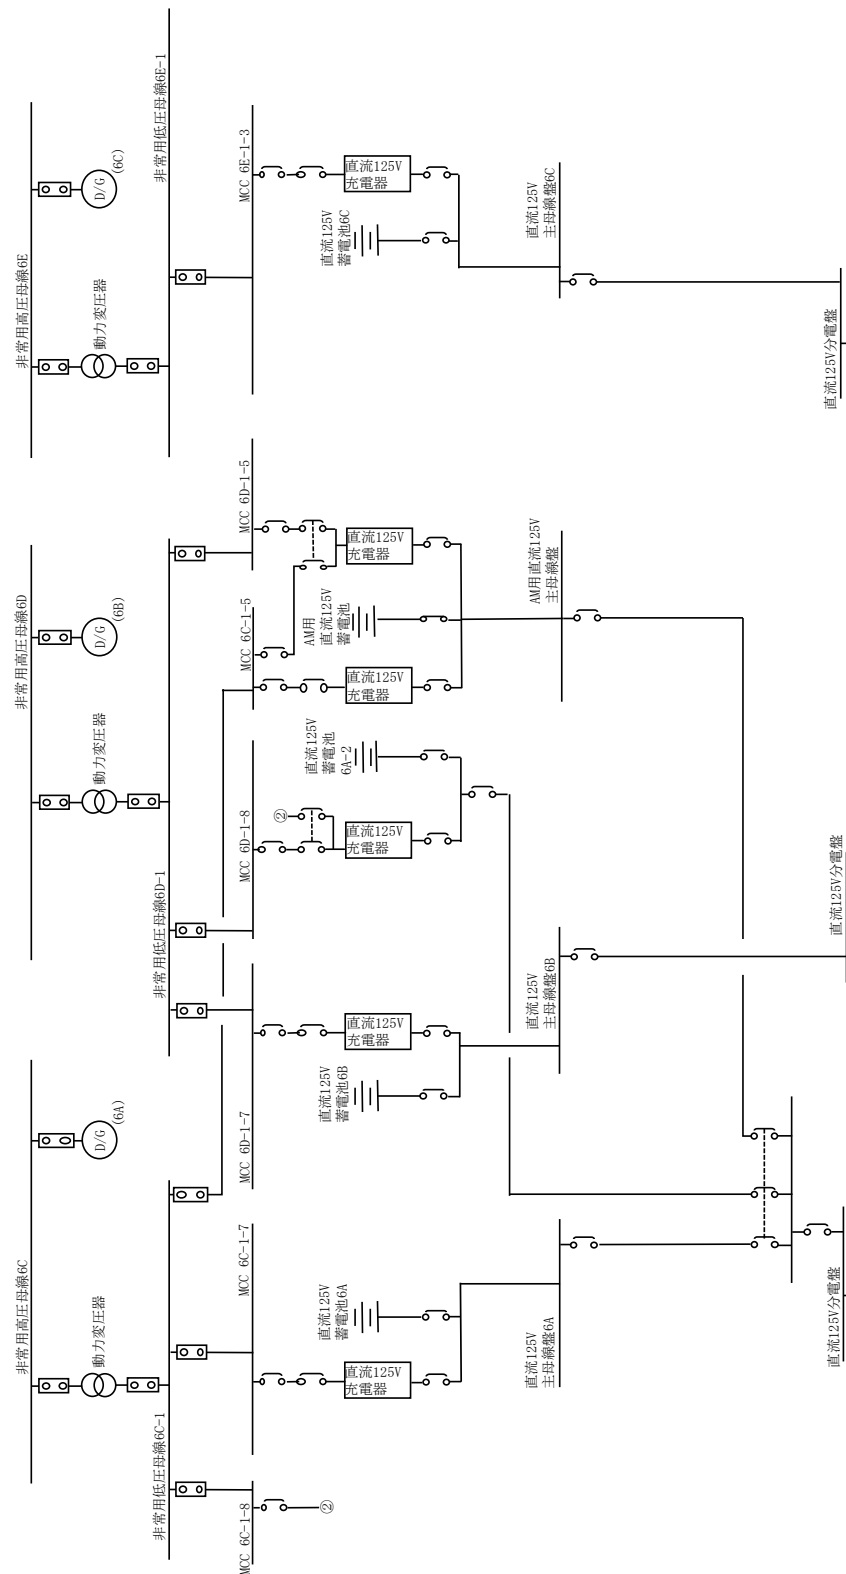 非常用高圧母線6C
非常用高圧母線6D
非常用高圧母線6E
動力変圧器
D/G
(6A)
動力変圧器
D/G
(6B)
動力変圧器
D/G
(6C)
非常用低圧母線6C-1
非常用低圧母線6D-1
非常用低圧母線6E-1
MCC 6C-1-8
MCC 6C-1-7
MCC 6D-1-7
MCC 6D-1-8
MCC 6C-1-5
MCC 6D-1-5
MCC 6E-1-3
②
②
直流125V
充電器
直流125V
蓄電池6A
直流125V
蓄電池6B
直流125V
充電器
直流125V
充電器
直流125V
蓄電池
6A-2
直流125V
充電器
AM用
直流125V
蓄電池
直流125V
充電器
直流125V
蓄電池6C
直流125V
充電器
直流125V
主母線盤6A
直流125V
主母線盤6B
AM用直流125V
主母線盤
直流125V
主母線盤6C
直流125V分電盤
直流125V分電盤
直流125V分電盤